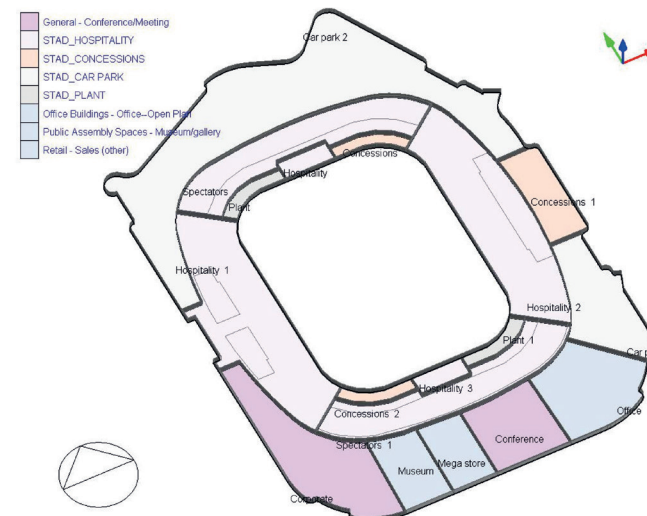 General - Conference/Meeting
STAD_HOSPITALITY
STAD_CONCESSIONS
STAD_CAR PARK
STAD_PLANT
Office Buildings - Office--Open Plan
Public Assembly Spaces - Museum/gallery
Retail - Sales (other)
Car park 2
Concessions
Hospitality
Spectators
Plant
Concessions 1
Hospitality 1
Hospitality 2
Plant 1
Car p
Hospitality 3
Concessions 2
Office
Conference
Spectators 1
Mega store
Museum
Corporate